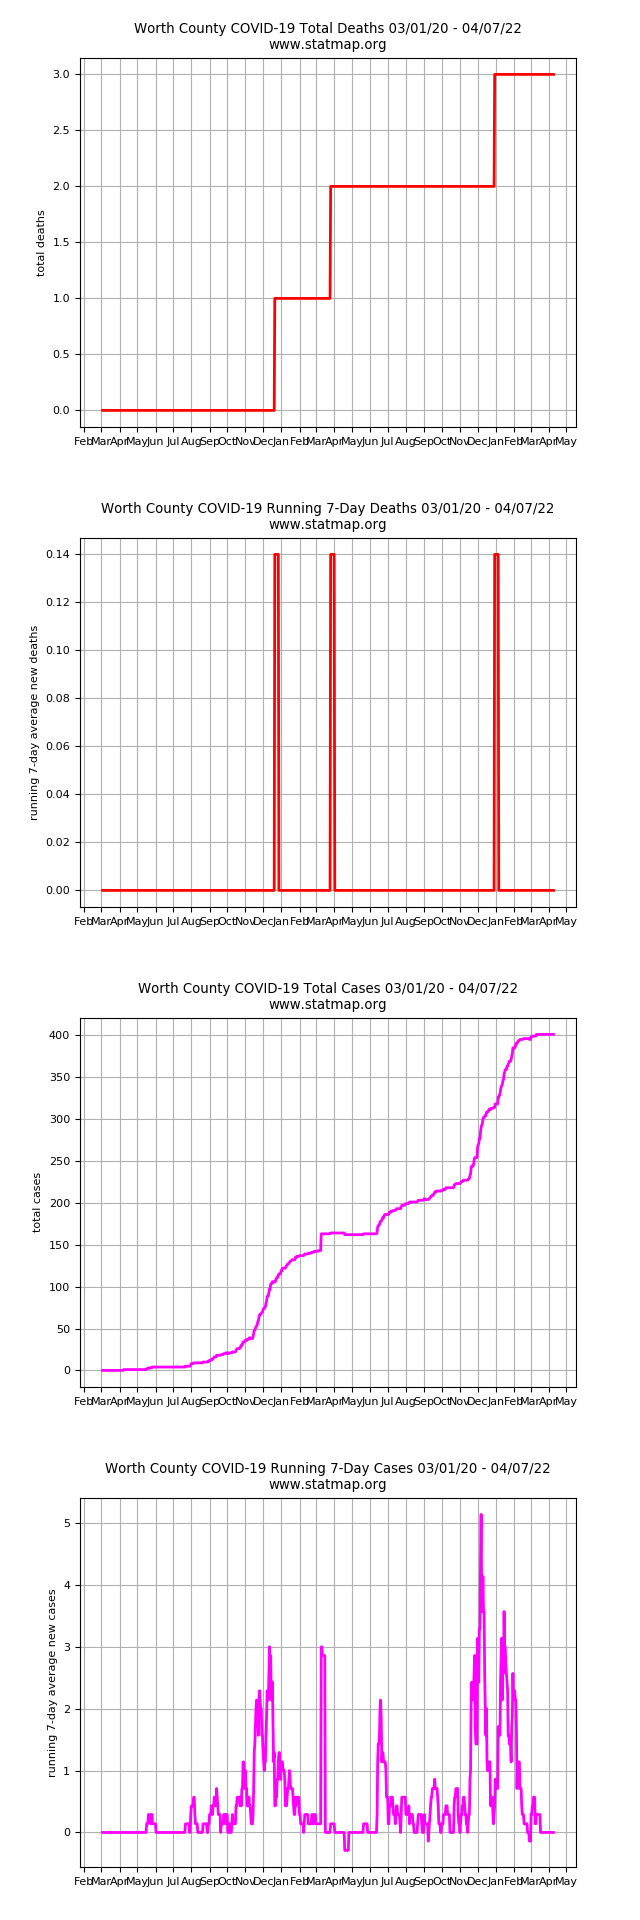 Worth County COVID-19 Total Deaths 03/01/20 - 04/07/22
www.statmap.org
3.0
2.5
2.0
1.5
1.0
0.5
0.0
total deaths
Feb Mar Apr May Jun Jul Aug Sep Oct Nov Dec Jan Feb Mar Apr May Jun Jul Aug Sep Oct Nov Dec Jan Feb Mar Apr May
Worth County COVID-19 Running 7-Day Deaths 03/01/20 - 04/07/22
www.statmap.org
0.14
0.12
0.10
0.08
0.06
0.04
0.02
0.00
running 7-day average new deaths
Feb Mar Apr May Jun Jul Aug Sep Oct Nov Dec Jan Feb Mar Apr May Jun Jul Aug Sep Oct Nov Dec Jan Feb Mar Apr May
Worth County COVID-19 Total Cases 03/01/20 - 04/07/22
www.statmap.org
400
350
300
250
200
150
100
50
0
total cases
Feb Mar Apr May Jun Jul Aug Sep Oct Nov Dec Jan Feb Mar Apr May Jun Jul Aug Sep Oct Nov Dec Jan Feb Mar Apr May
Worth County COVID-19 Running 7-Day Cases 03/01/20 - 04/07/22
www.statmap.org
5
4
3
2
1
0
running 7-day average new cases
Feb Mar Apr May Jun Jul Aug Sep Oct Nov Dec Jan Feb Mar Apr May Jun Jul Aug Sep Oct Nov Dec Jan Feb Mar Apr May